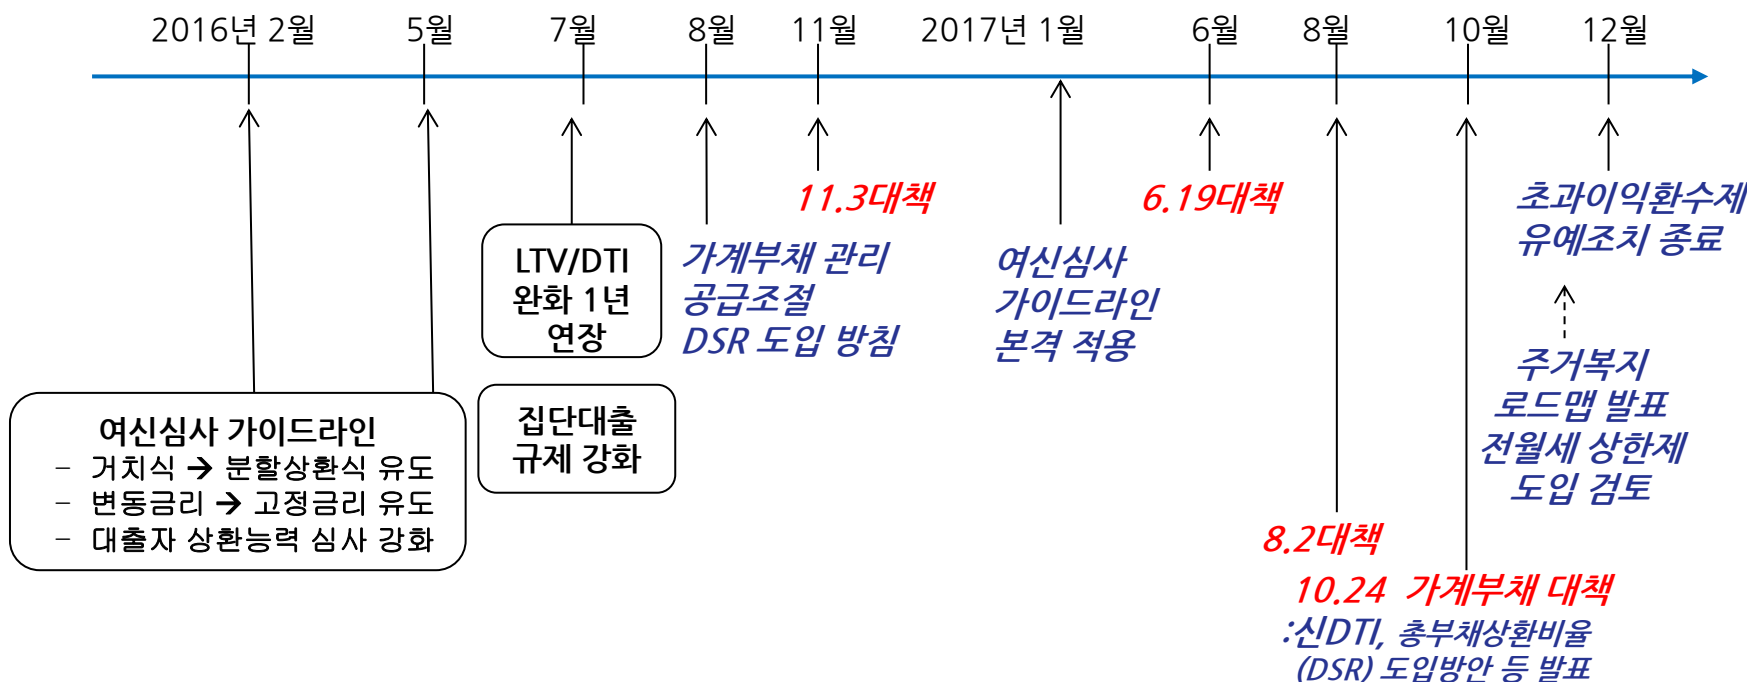 2016년 2월 5월 7월 8월 11월 2017년 1월 6월 8월 10월 12월
11.3대책
6.19대책
초과이익환수제
유예조치 종료
LTV/DTI
완화 1년
연장
가계부채 관리
공급조절
DSR 도입 방침
여신심사
가이드라인
본격 적용
주거복지
로드맵 발표
전월세 상한제
도입 검토
여신심사 가이드라인
– 거치식 → 분할상환식 유도
– 변동금리 → 고정금리 유도
– 대출자 상환능력 심사 강화
집단대출
규제 강화
8.2대책
10.24 가계부채 대책
:신DTI, 총부채상환비율
(DSR) 도입방안 등 발표